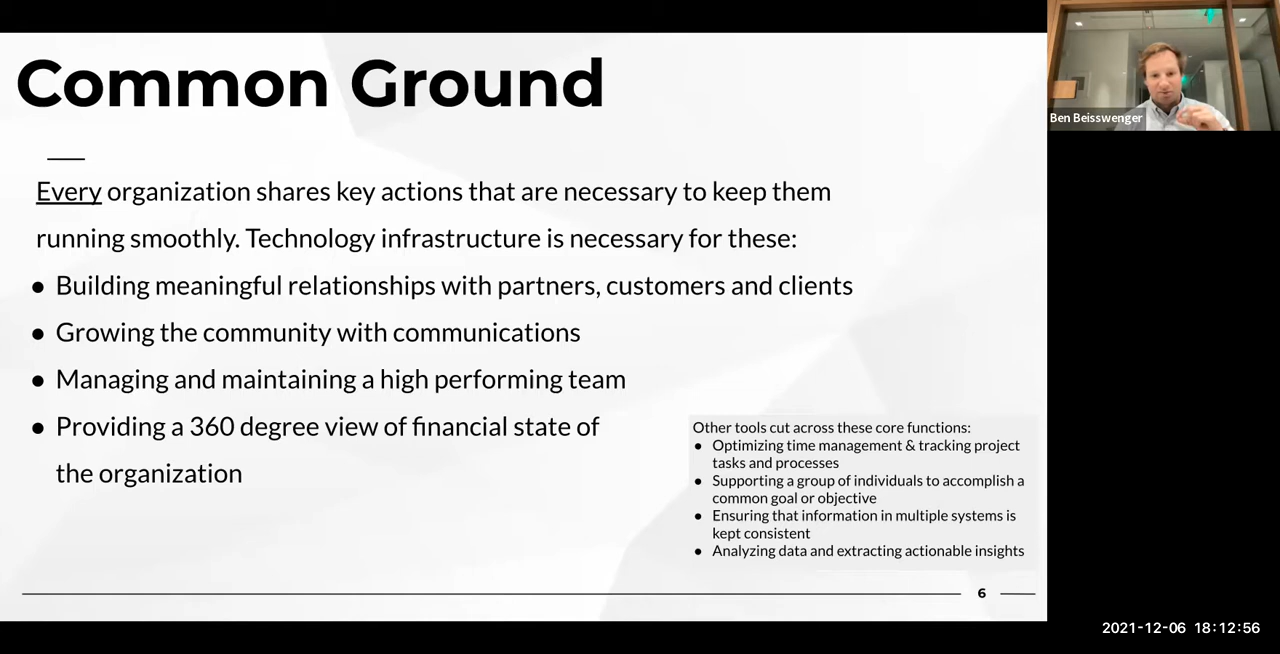 Common Ground
Every organization shares key actions that are necessary to keep them
running smoothly. Technology infrastructure is necessary for these:
● Building meaningful relationships with partners, customers and clients
● Growing the community with communications
● Managing and maintaining a high performing team
● Providing a 360 degree view of financial state of
the organization
Other tools cut across these core functions:
● Optimizing time management & tracking project
tasks and processes
● Supporting a group of individuals to accomplish a
common goal or objective
● Ensuring that information in multiple systems is
kept consistent
● Analyzing data and extracting actionable insights
6
Ben Beisswenger
2021-12-06 18:12:56